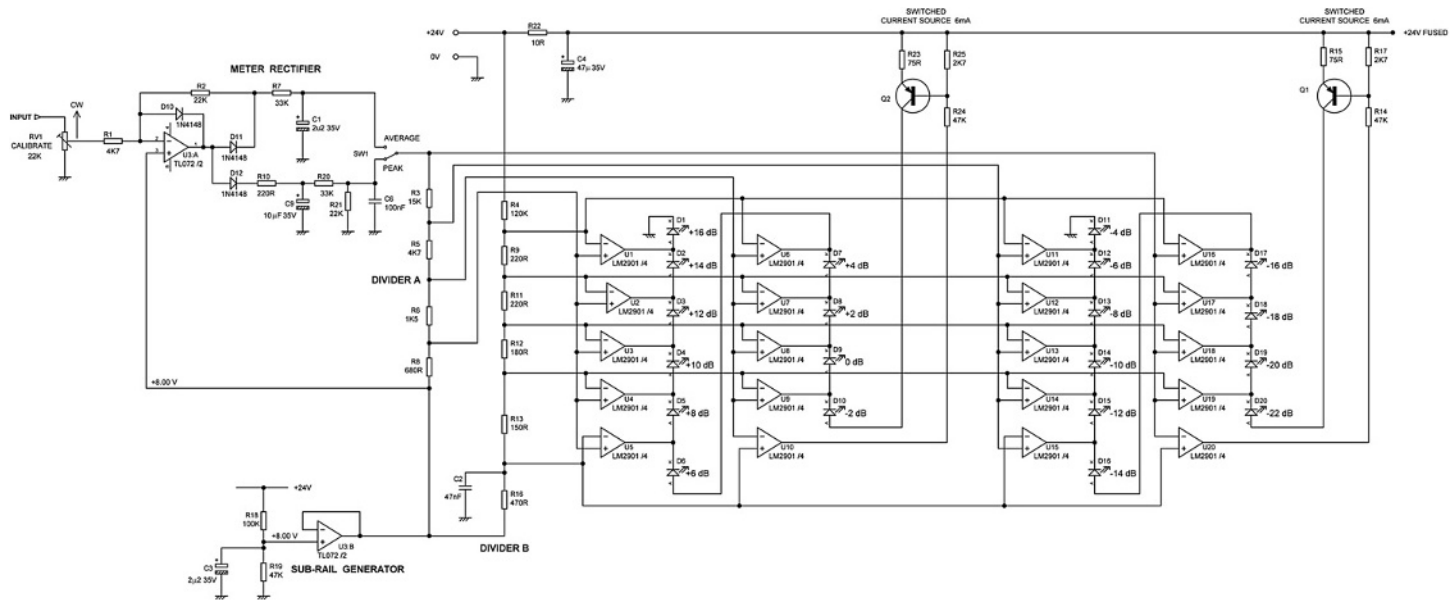 SWITCHED
CURRENT SOURCE 6mA
SWITCHED
CURRENT SOURCE 6mA
+24V
R22
10R
+24V FUSED
0V
C4
47µ 35V
R23
75R
R25
2K7
R15
75R
R17
2K7
Q2
R24
47K
Q1
R14
47K
METER RECTIFIER
R2
22K
R7
33K
CW
D10
1N4148
C1
2u2 35V
INPUT
RV1
CALIBRATE
22K
R1
4K7
2
3
1
U3:A
TL072 /2
D11
1N4148
AVERAGE
SW1
PEAK
D12
1N4148
R10
220R
R20
33K
C9
10µF 35V
R21
22K
C6
100nF
R3
15K
R5
4K7
DIVIDER A
R6
1K5
R8
680R
+8.00 V
R4
120K
R9
220R
R11
220R
R12
180R
R13
150R
C2
47nF
R16
470R
DIVIDER B
U1
LM2901 /4
U2
LM2901 /4
U3
LM2901 /4
U4
LM2901 /4
U5
LM2901 /4
D1
+16 dB
D2
+14 dB
D3
+12 dB
D4
+10 dB
D5
+8 dB
D6
+6 dB
U6
LM2901 /4
U7
LM2901 /4
U8
LM2901 /4
U9
LM2901 /4
U10
LM2901 /4
D7
+4 dB
D8
+2 dB
D9
0 dB
D10
-2 dB
U11
LM2901 /4
U12
LM2901 /4
U13
LM2901 /4
U14
LM2901 /4
U15
LM2901 /4
D11
-4 dB
D12
-6 dB
D13
-8 dB
D14
-10 dB
D15
-12 dB
D16
-14 dB
U16
LM2901 /4
U17
LM2901 /4
U18
LM2901 /4
U19
LM2901 /4
U20
LM2901 /4
D17
-16 dB
D18
-18 dB
D19
-20 dB
D20
-22 dB
+24V
R18
100K
+8.00 V
U3:B
TL072 /2
C3
2µ2 35V
R19
47K
SUB-RAIL GENERATOR